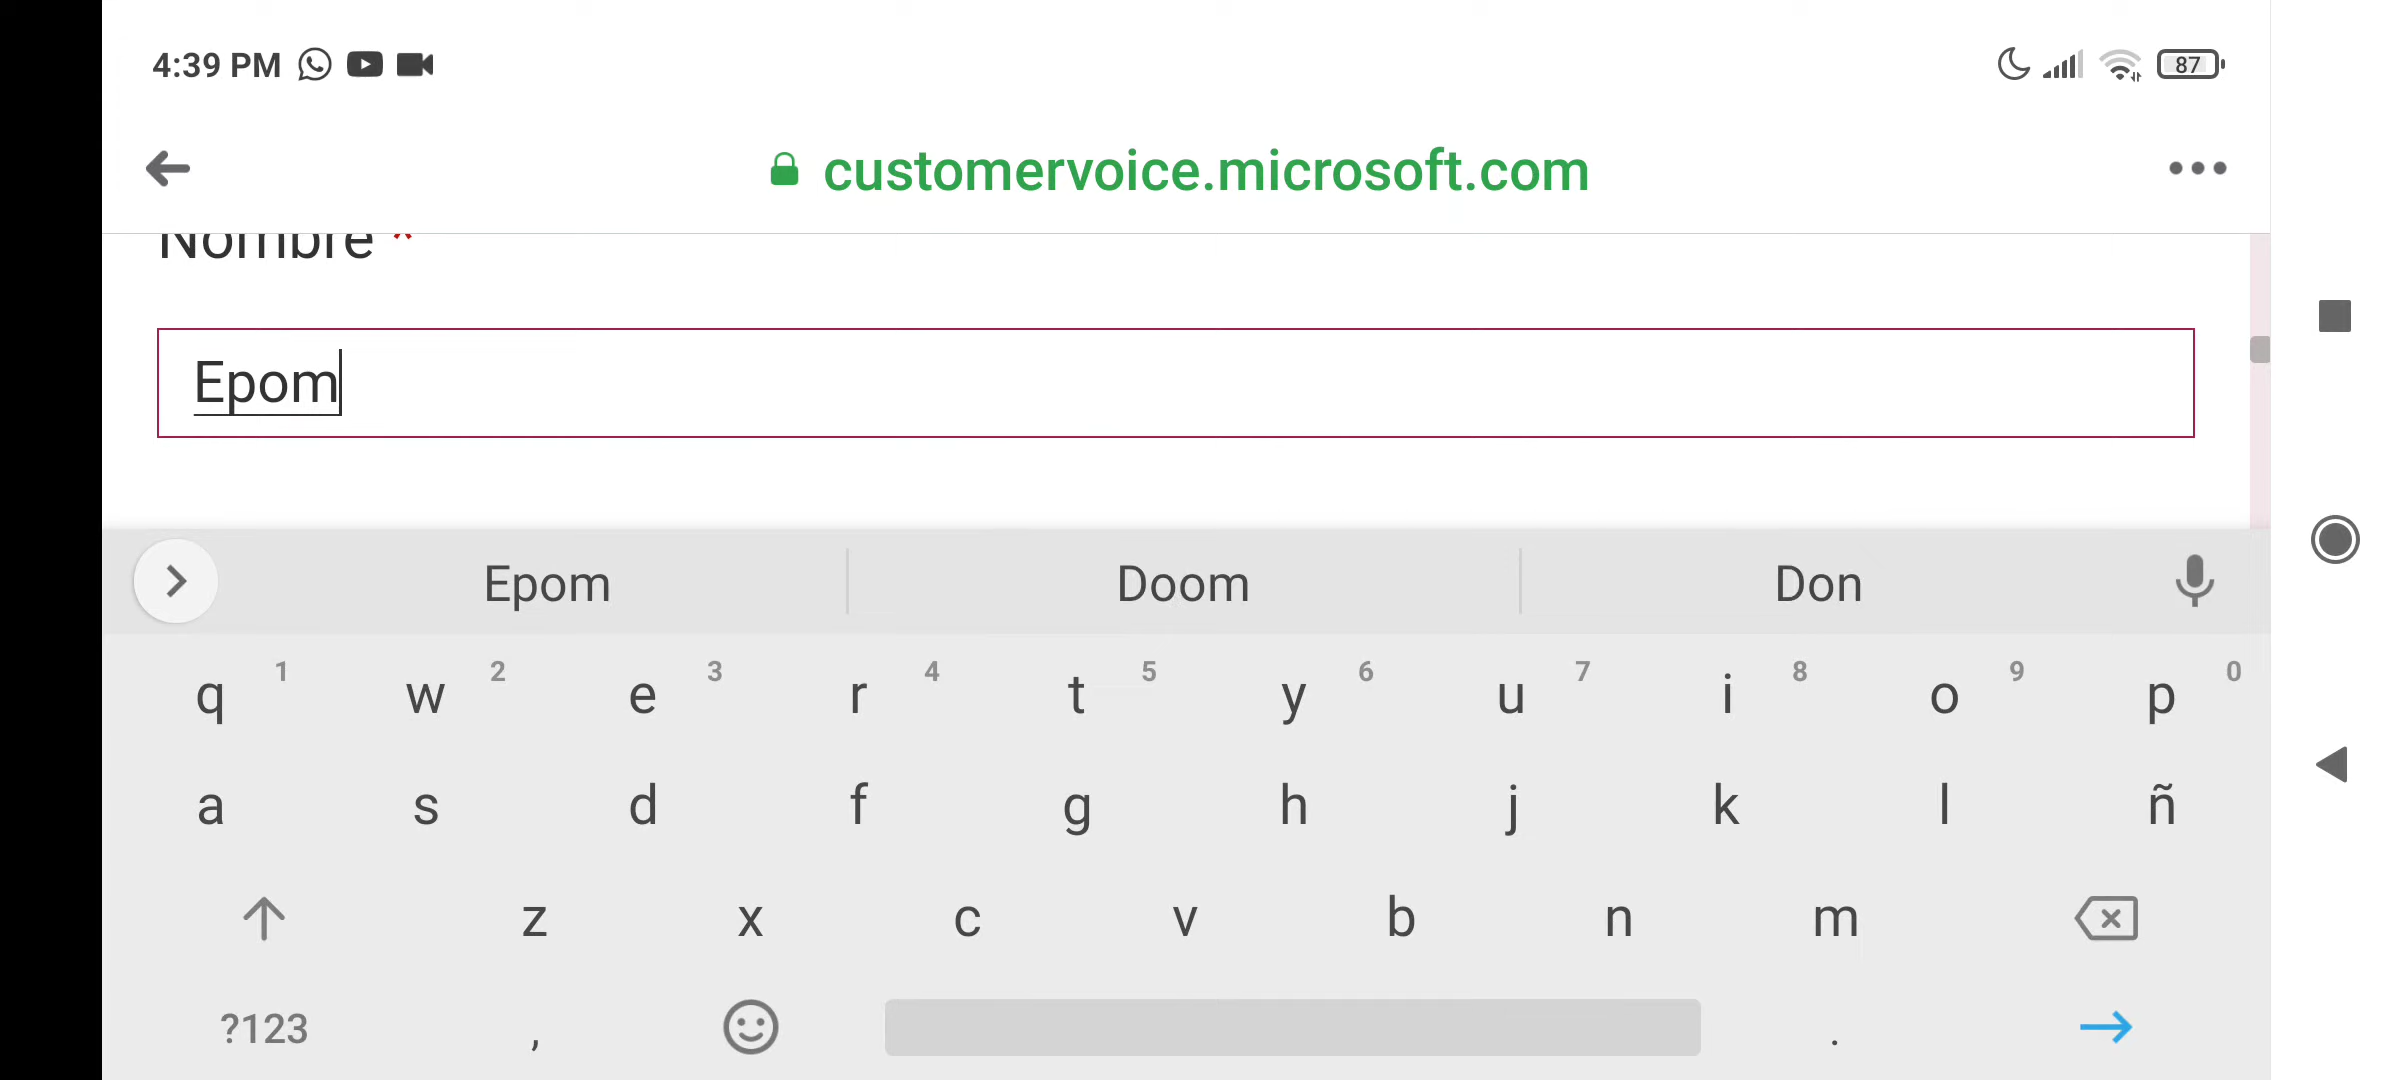 4:39 PM
87
customervoice.microsoft.com
Nombre *
Epom
Epom Doom Don
q 1 w 2 e 3 r 4 t 5 y 6 u 7 i 8 o 9 p 0
a s d f g h j k l ñ
z x c v b n m
?123 , .